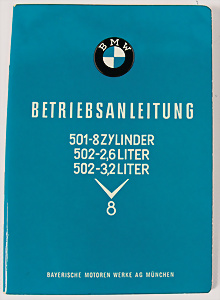 BMW
BETRIEBSANLEITUNG
501-8 ZYLINDER
502-2,6 LITER
502-3,2 LITER
8
BAYERISCHE MOTOREN WERKE AG MÜNCHEN